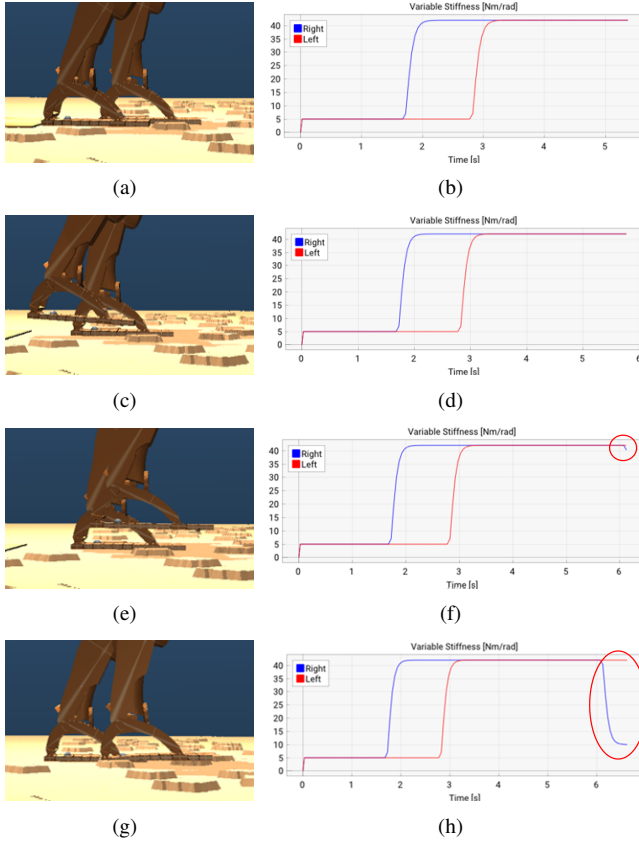 Variable Stiffness [Nm/rad]
Right
Left
40
35
30
25
20
15
10
5
0
0 1 2 3 4 5
Time [s]
(a) (b)
Variable Stiffness [Nm/rad]
Right
Left
40
35
30
25
20
15
10
5
0
0 1 2 3 4 5 6
Time [s]
(c) (d)
Variable Stiffness [Nm/rad]
Right
Left
40
35
30
25
20
15
10
5
0
0 1 2 3 4 5 6
Time [s]
(e) (f)
Variable Stiffness [Nm/rad]
Right
Left
40
35
30
25
20
15
10
5
0
0 1 2 3 4 5 6
Time [s]
(g) (h)